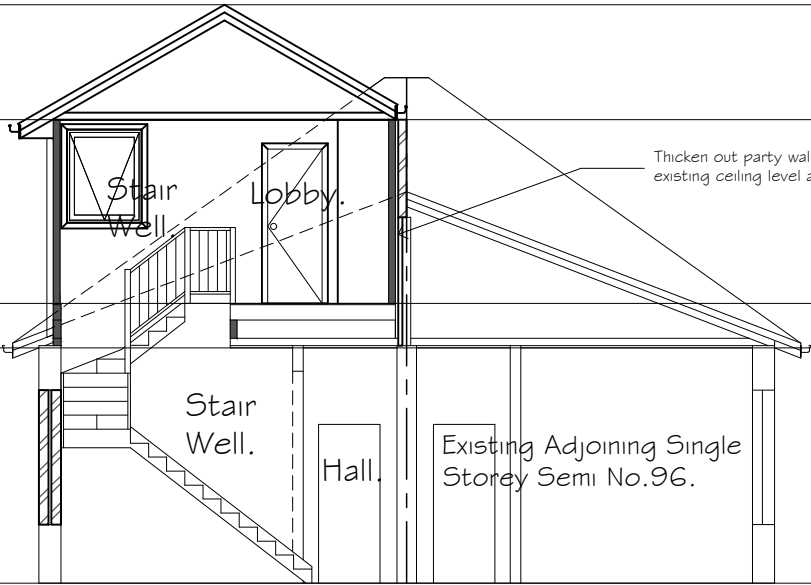 Thicken out party wal
existing ceiling level a
Stair
Well.
Lobby.
Stair
Well.
Hall.
Existing Adjoining Single
Storey Semi No.96.